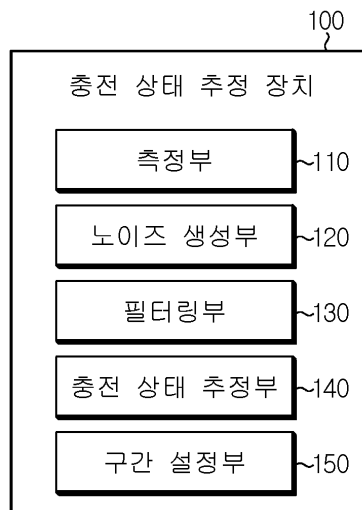 100
충전 상태 추정 장치
측정부 110
노이즈 생성부 120
필터링부 130
충전 상태 추정부 140
구간 설정부 150